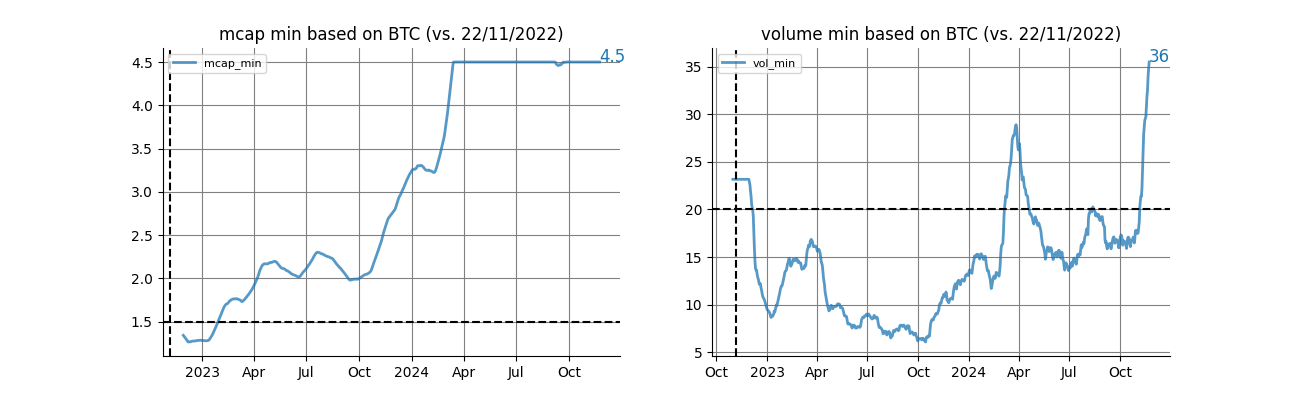 mcap min based on BTC (vs. 22/11/2022)
4.5
mcap_min
4.5
4.0
3.5
3.0
2.5
2.0
1.5
2023 Apr Jul Oct 2024 Apr Jul Oct
volume min based on BTC (vs. 22/11/2022)
36
vol_min
35
30
25
20
15
10
5
Oct 2023 Apr Jul Oct 2024 Apr Jul Oct